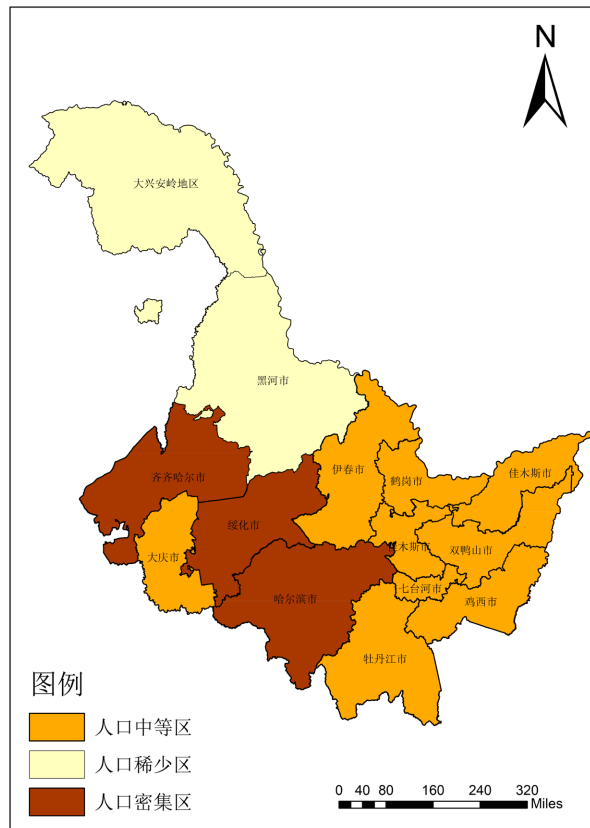 N
大兴安岭地区
黑河市
伊春市
鹤岗市
佳木斯市
齐齐哈尔市
绥化市
佳木斯市
双鸭山市
大庆市
七台河市
哈尔滨市
鸡西市
牡丹江市
图例
人口中等区
人口稀少区
人口密集区
0 40 80 160 240 320 Miles